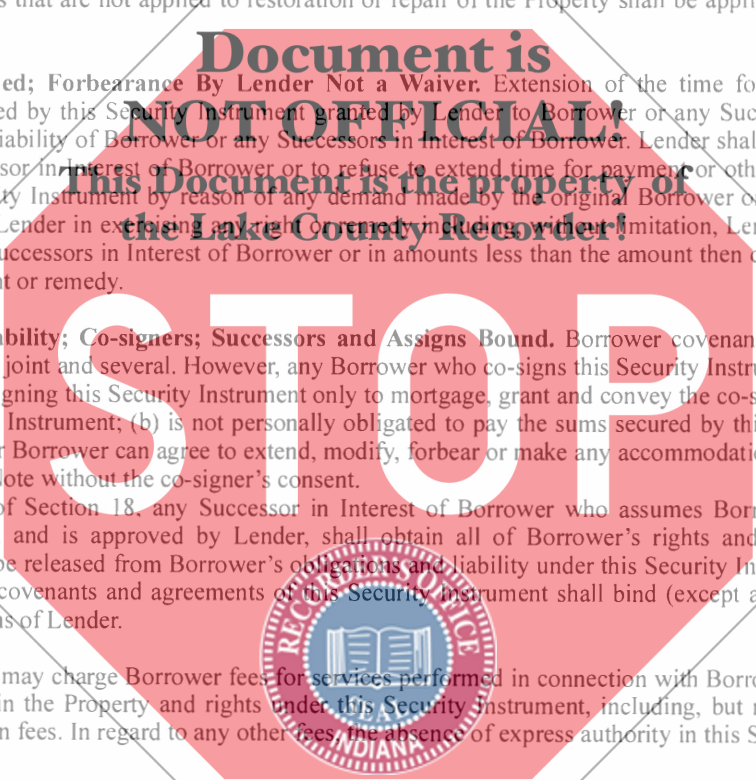 s that are not applied to restoration or repair of the Property shall be appli
Document is
ed; Forbearance By Lender Not a Waiver. Extension of the time fo
NOT OFFICIAL!
ed by this Security Instrument granted by Lender to Borrower or any Suc
iability of Borrower or any Successors in Interest of Borrower. Lender shal
sor in Interest of Borrower or to refuse to extend time for payment or oth
This Document is the property of
ty Instrument by reason of any demand made by the original Borrower o
the Lake County Recorder!
Lender in exercising any right or remedy including, without limitation, Len
uccessors in Interest of Borrower or in amounts less than the amount then d
t or remedy.
STOP
ability; Co-signers; Successors and Assigns Bound. Borrower covenan
joint and several. However, any Borrower who co-signs this Security Instru
gning this Security Instrument only to mortgage, grant and convey the co-s
Instrument; (b) is not personally obligated to pay the sums secured by thi
r Borrower can agree to extend, modify, forbear or make any accommodatio
Note without the co-signer's consent.
of Section 18, any Successor in Interest of Borrower who assumes Borr
and is approved by Lender, shall obtain all of Borrower's rights and
be released from Borrower's obligations and liability under this Security In
covenants and agreements of this Security Instrument shall bind (except a
ns of Lender.
RECORDER'S OFFICE
SEAL
INDIANA
may charge Borrower fees for services performed in connection with Borro
in the Property and rights under this Security Instrument, including, but n
n fees. In regard to any other fees, the absence of express authority in this S